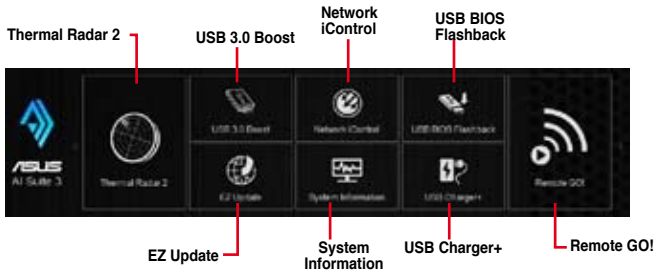 Network
iControl
USB BIOS
Flashback
Thermal Radar 2
USB 3.0 Boost
USB 3.0 Boost
Network iControl
USB BIOS Flashback
ASUS
AI Suite 3
Thermal Radar 2
EZ Update
System Information
USB Charger+
Remote GO!
EZ Update
System
Information
USB Charger+
Remote GO!